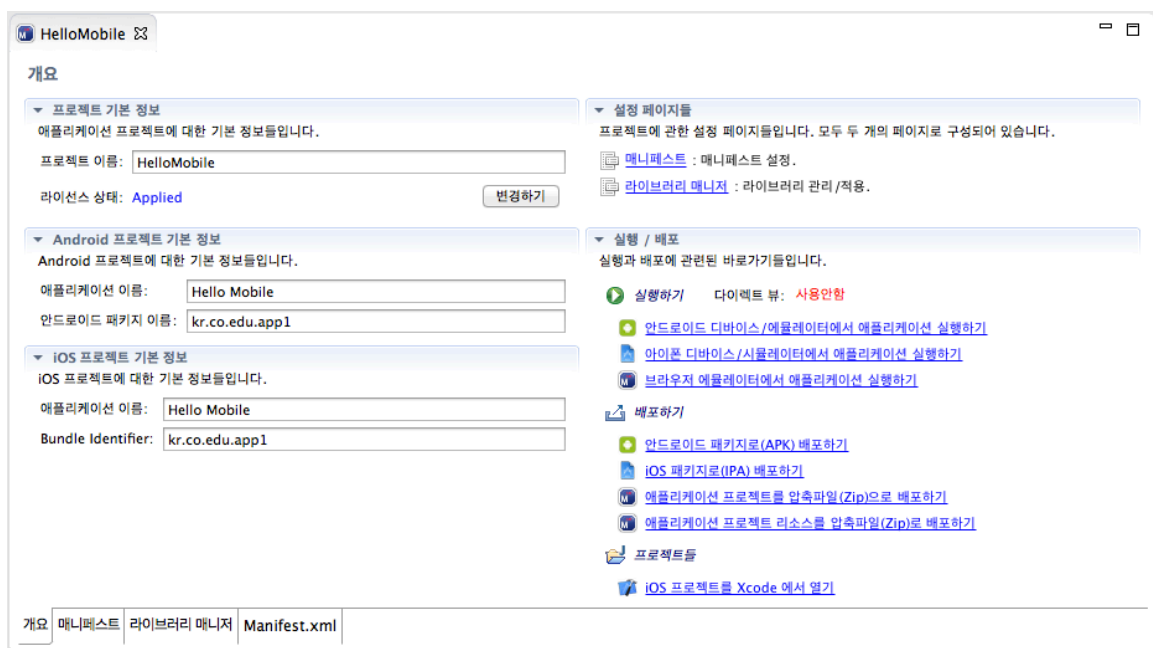 HelloMobile
개요
프로젝트 기본 정보
애플리케이션 프로젝트에 대한 기본 정보들입니다.
프로젝트 이름: HelloMobile
라이선스 상태: Applied 변경하기
Android 프로젝트 기본 정보
Android 프로젝트에 대한 기본 정보들입니다.
애플리케이션 이름: Hello Mobile
안드로이드 패키지 이름: kr.co.edu.app1
iOS 프로젝트 기본 정보
iOS 프로젝트에 대한 기본 정보들입니다.
애플리케이션 이름: Hello Mobile
Bundle Identifier: kr.co.edu.app1
설정 페이지들
프로젝트에 관한 설정 페이지들입니다. 모두 두 개의 페이지로 구성되어 있습니다.
매니페스트 : 매니페스트 설정.
라이브러리 매니저 : 라이브러리 관리/적용.
실행 / 배포
실행과 배포에 관련된 바로가기들입니다.
실행하기 다이렉트 뷰: 사용안함
안드로이드 디바이스/에뮬레이터에서 애플리케이션 실행하기
아이폰 디바이스/시뮬레이터에서 애플리케이션 실행하기
브라우저 에뮬레이터에서 애플리케이션 실행하기
배포하기
안드로이드 패키지로(APK) 배포하기
iOS 패키지로(IPA) 배포하기
애플리케이션 프로젝트를 압축파일(Zip)으로 배포하기
애플리케이션 프로젝트 리소스를 압축파일(Zip)로 배포하기
프로젝트들
iOS 프로젝트를 Xcode 에서 열기
개요 매니페스트 라이브러리 매니저 Manifest.xml